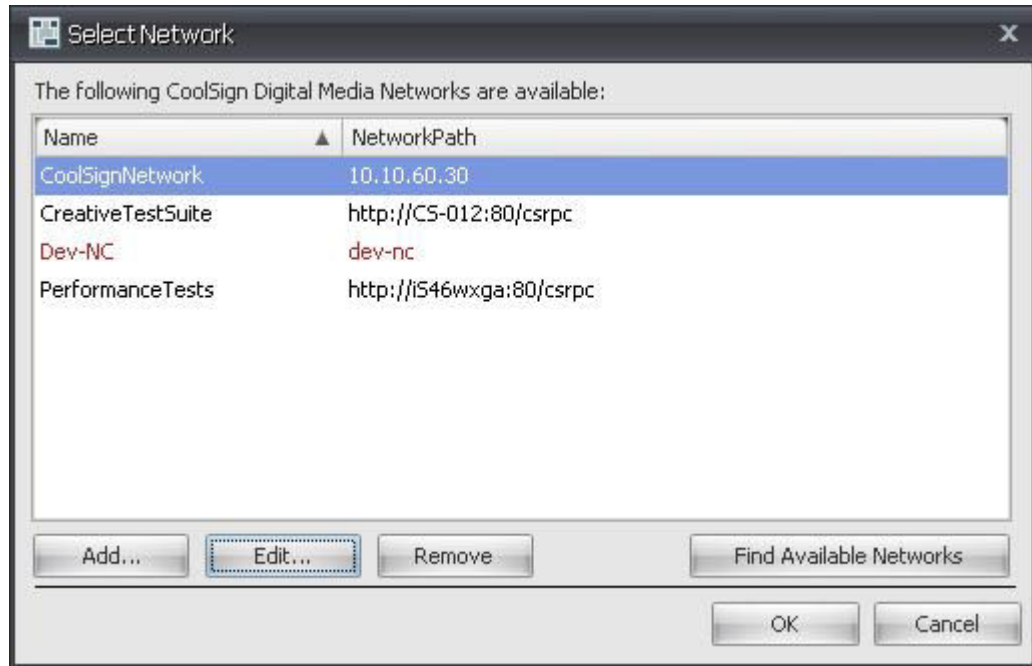 Select Network
The following CoolSign Digital Media Networks are available:
Name NetworkPath
CoolSignNetwork 10.10.60.30
CreativeTestSuite http://CS-012:80/csrpc
Dev-NC dev-nc
PerformanceTests http://i546wxga:80/csrpc
Add... Edit... Remove Find Available Networks
OK Cancel